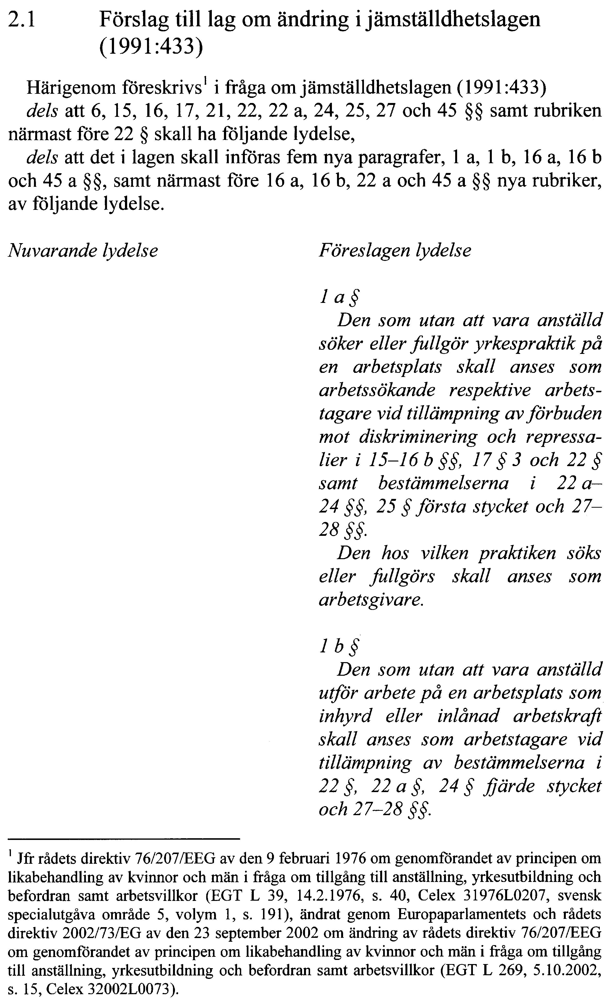 2.1 Förslag till lag om ändring i jämställdhetslagen
(1991:433)
Härigenom föreskrivs¹ i fråga om jämställdhetslagen (1991:433)
dels att 6, 15, 16, 17, 21, 22, 22 a, 24, 25, 27 och 45 §§ samt rubriken
närmast före 22 § skall ha följande lydelse,
dels att det i lagen skall införas fem nya paragrafer, 1 a, 1 b, 16 a, 16 b
och 45 a §§, samt närmast före 16 a, 16 b, 22 a och 45 a §§ nya rubriker,
av följande lydelse.
Nuvarande lydelse
Föreslagen lydelse
1 a §
Den som utan att vara anställd
söker eller fullgör yrkespraktik på
en arbetsplats skall anses som
arbetssökande respektive arbets-
tagare vid tillämpning av förbuden
mot diskriminering och repressa-
lier i 15–16 b §§, 17 § 3 och 22 §
samt bestämmelserna i 22 a–
24 §§, 25 § första stycket och 27–
28 §§.
Den hos vilken praktiken söks
eller fullgörs skall anses som
arbetsgivare.
1 b §
Den som utan att vara anställd
utför arbete på en arbetsplats som
inhyrd eller inlånad arbetskraft
skall anses som arbetstagare vid
tillämpning av bestämmelserna i
22 §, 22 a §, 24 § fjärde stycket
och 27–28 §§.
¹ Jfr rådets direktiv 76/207/EEG av den 9 februari 1976 om genomförandet av principen om
likabehandling av kvinnor och män i fråga om tillgång till anställning, yrkesutbildning och
befordran samt arbetsvillkor (EGT L 39, 14.2.1976, s. 40, Celex 31976L0207, svensk
specialutgåva område 5, volym 1, s. 191), ändrat genom Europaparlamentets och rådets
direktiv 2002/73/EG av den 23 september 2002 om ändring av rådets direktiv 76/207/EEG
om genomförandet av principen om likabehandling av kvinnor och män i fråga om tillgång
till anställning, yrkesutbildning och befordran samt arbetsvillkor (EGT L 269, 5.10.2002,
s. 15, Celex 32002L0073).